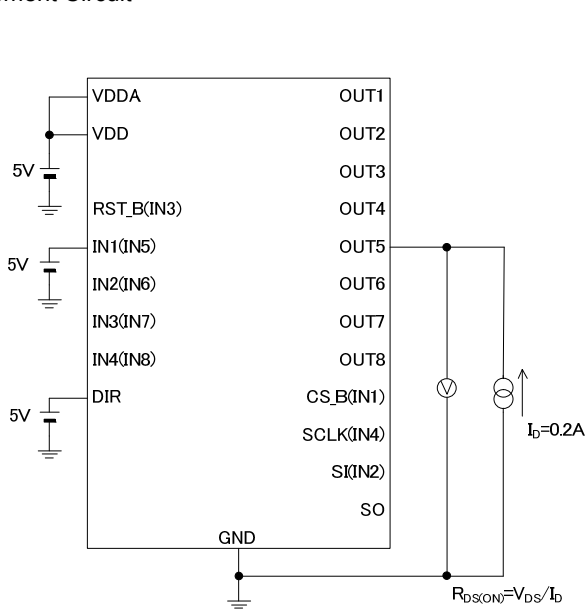 ement Circuit
VDDA OUT1
VDD OUT2
5V OUT3
RST_B(IN3) OUT4
IN1(IN5) OUT5
5V
IN2(IN6) OUT6
IN3(IN7) OUT7
IN4(IN8) OUT8
DIR CS_B(IN1)
V
5V
SCLK(IN4) ID=0.2A
SI(IN2)
SO
GND
RDS(ON)=VDS/ID